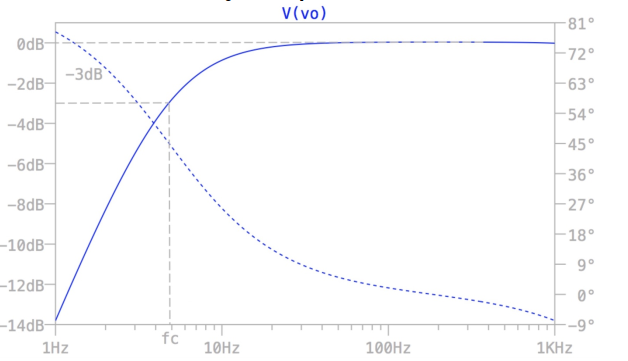 V(vo)
0dB
-2dB
-4dB
-6dB
-8dB
-10dB
-12dB
-14dB
−3dB
81°
72°
63°
54°
45°
36°
27°
18°
9°
0°
-9°
1Hz
fc
10Hz
100Hz
1KHz